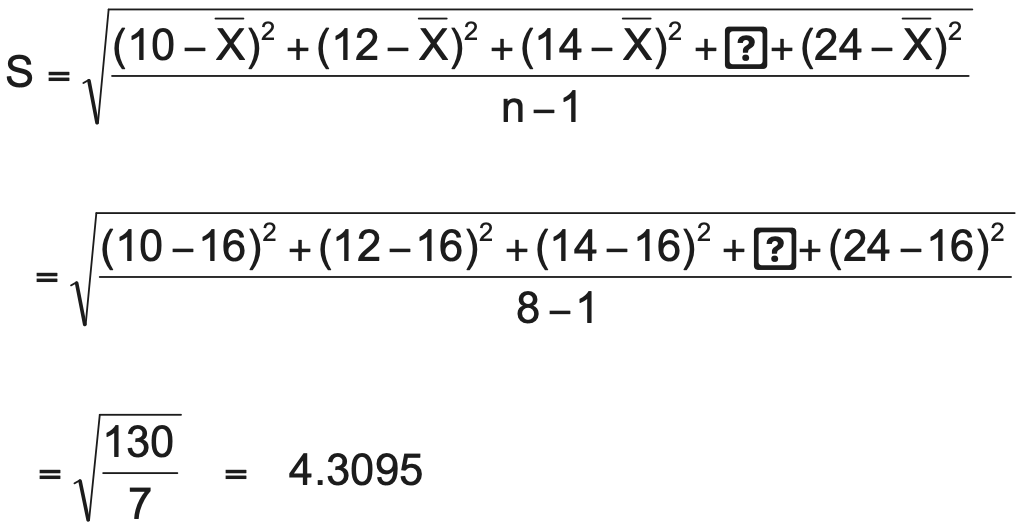 S = √(((10 – X̅)² + (12 – X̅)² + (14 – X̅)² + ⍰ + (24 – X̅)²) / (n – 1))
= √(((10 – 16)² + (12 – 16)² + (14 – 16)² + ⍰ + (24 – 16)²) / (8 – 1))
= √(130 / 7) = 4.3095